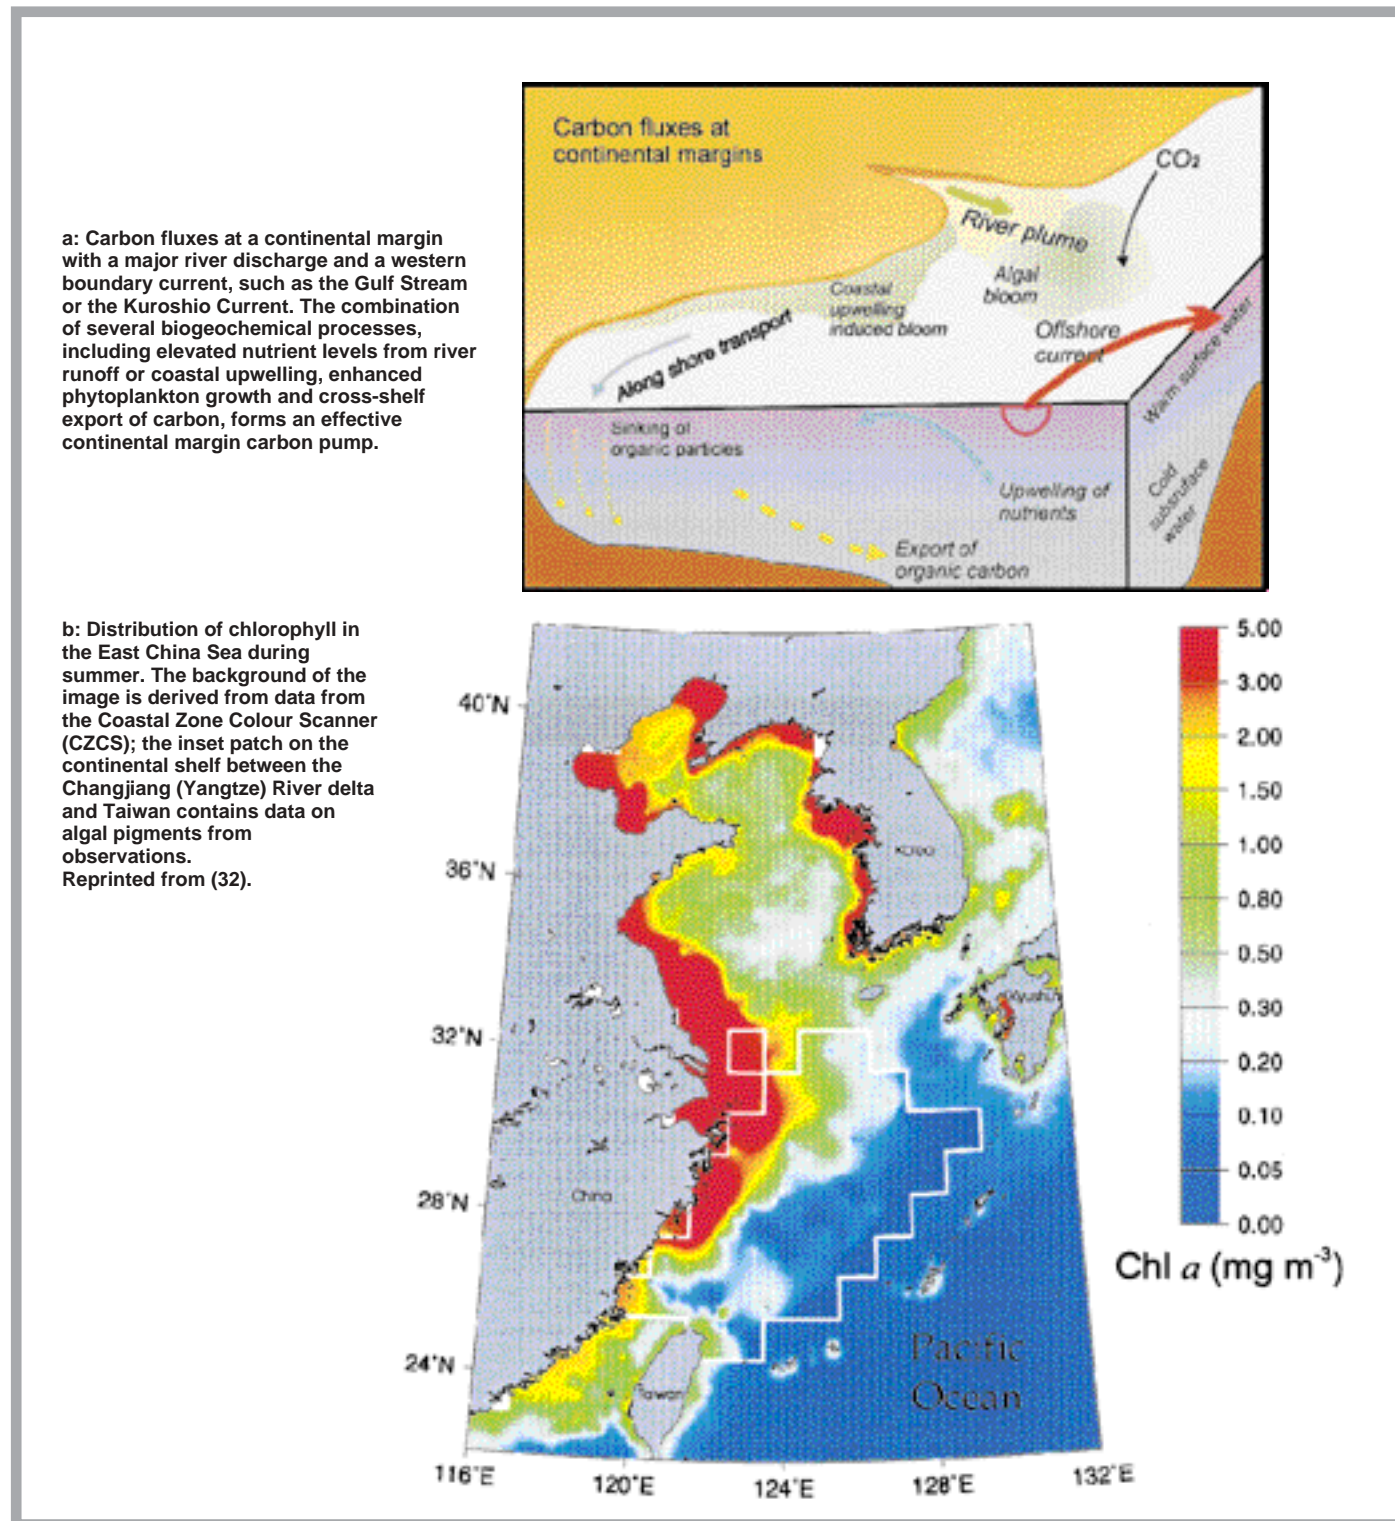 Carbon fluxes at
continental margins
CO2
River plume
Algal
bloom
Coastal
upwelling
induced bloom
Offshore
current
Along shore transport
Warm surface water
Sinking of
organic particles
Upwelling of
nutrients
Cold
subsruface
water
Export of
organic carbon
a: Carbon fluxes at a continental margin
with a major river discharge and a western
boundary current, such as the Gulf Stream
or the Kuroshio Current. The combination
of several biogeochemical processes,
including elevated nutrient levels from river
runoff or coastal upwelling, enhanced
phytoplankton growth and cross-shelf
export of carbon, forms an effective
continental margin carbon pump.
b: Distribution of chlorophyll in
the East China Sea during
summer. The background of the
image is derived from data from
the Coastal Zone Colour Scanner
(CZCS); the inset patch on the
continental shelf between the
Changjiang (Yangtze) River delta
and Taiwan contains data on
algal pigments from
observations.
Reprinted from (32).
40°N
36°N
32°N
28°N
24°N
116°E
120°E
124°E
128°E
132°E
Korea
Kyushu
China
Taiwan
Pacific
Ocean
5.00
3.00
2.00
1.50
1.00
0.80
0.50
0.30
0.20
0.10
0.05
0.00
Chl a (mg m-3)